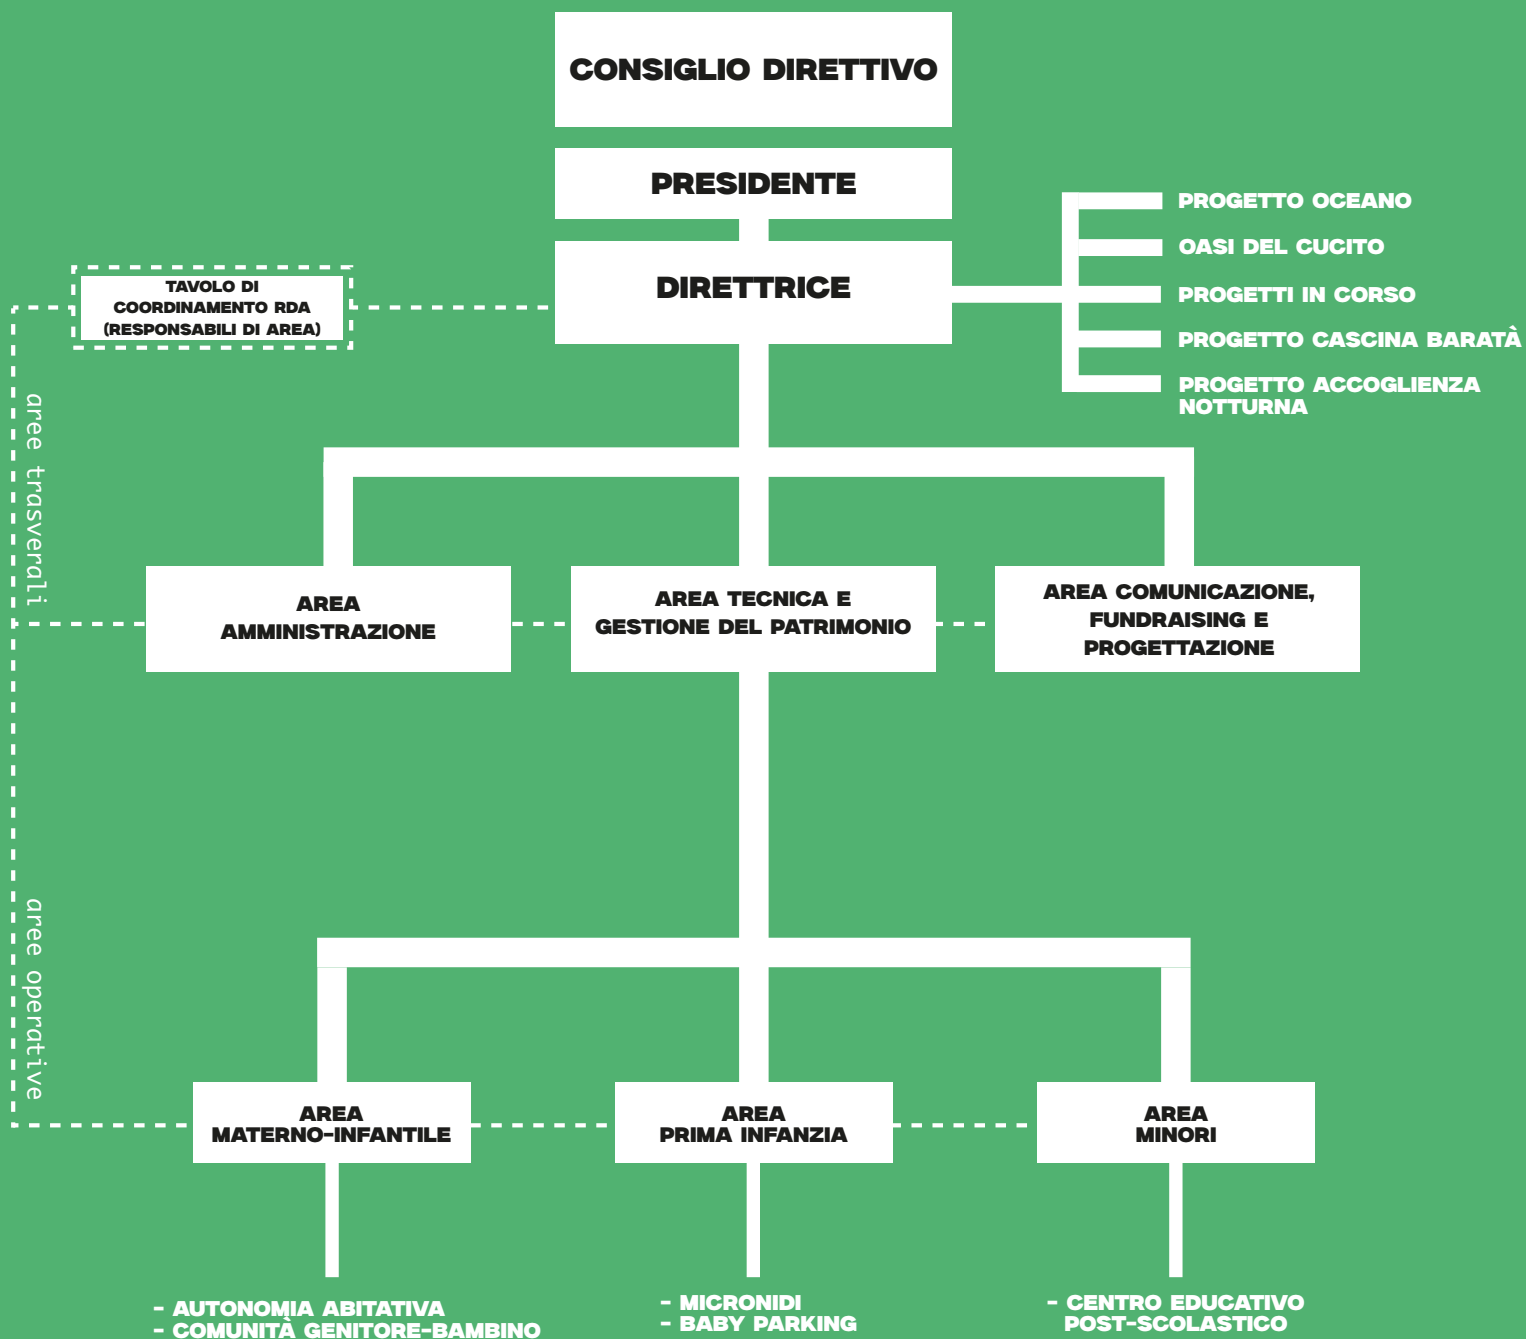 CONSIGLIO DIRETTIVO
PRESIDENTE
DIRETTRICE
PROGETTO OCEANO
OASI DEL CUCITO
PROGETTI IN CORSO
PROGETTO CASCINA BARATÀ
PROGETTO ACCOGLIENZA
NOTTURNA
TAVOLO DI
COORDINAMENTO RDA
(RESPONSABILI DI AREA)
aree trasverali
AREA
AMMINISTRAZIONE
AREA TECNICA E
GESTIONE DEL PATRIMONIO
AREA COMUNICAZIONE,
FUNDRAISING E
PROGETTAZIONE
aree operative
AREA
MATERNO-INFANTILE
AREA
PRIMA INFANZIA
AREA
MINORI
- AUTONOMIA ABITATIVA
- COMUNITÀ GENITORE-BAMBINO
- MICRONIDI
- BABY PARKING
- CENTRO EDUCATIVO
POST-SCOLASTICO